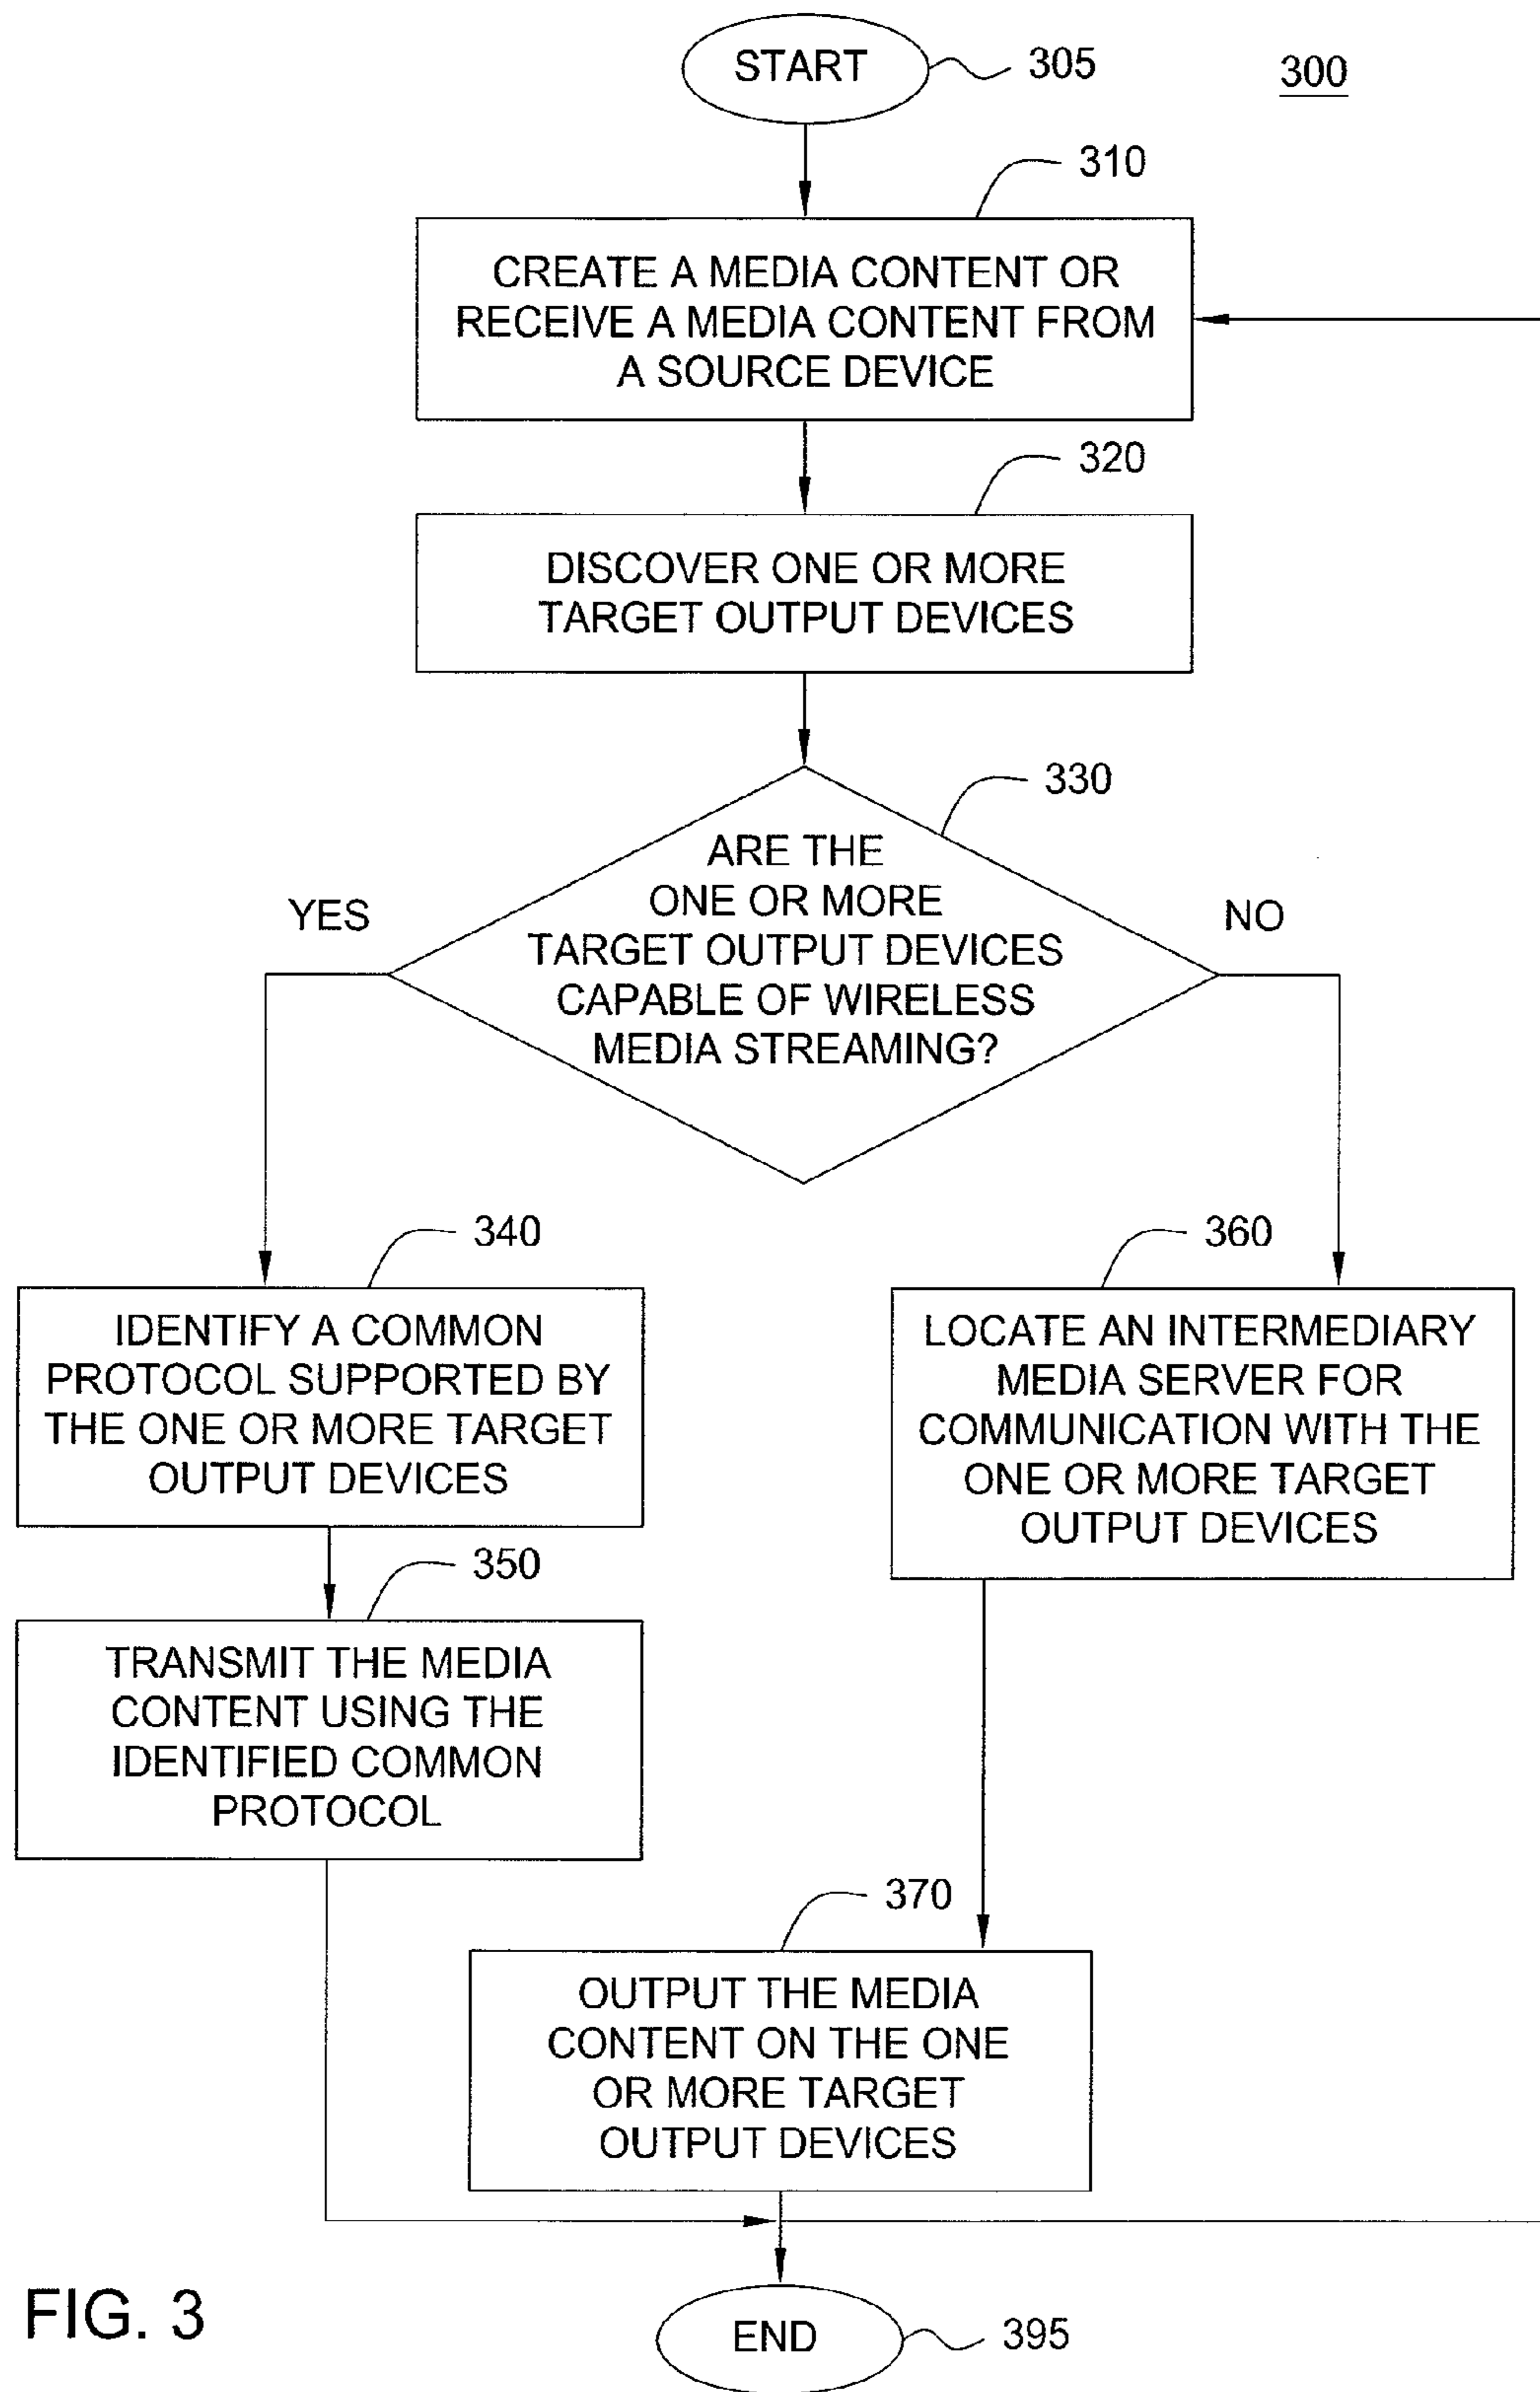 START
305
300
310
CREATE A MEDIA CONTENT OR
RECEIVE A MEDIA CONTENT FROM
A SOURCE DEVICE
320
DISCOVER ONE OR MORE
TARGET OUTPUT DEVICES
330
ARE THE
ONE OR MORE
TARGET OUTPUT DEVICES
CAPABLE OF WIRELESS
MEDIA STREAMING?
YES
NO
340
IDENTIFY A COMMON
PROTOCOL SUPPORTED BY
THE ONE OR MORE TARGET
OUTPUT DEVICES
360
LOCATE AN INTERMEDIARY
MEDIA SERVER FOR
COMMUNICATION WITH THE
ONE OR MORE TARGET
OUTPUT DEVICES
350
TRANSMIT THE MEDIA
CONTENT USING THE
IDENTIFIED COMMON
PROTOCOL
370
OUTPUT THE MEDIA
CONTENT ON THE ONE
OR MORE TARGET
OUTPUT DEVICES
END
395
FIG. 3